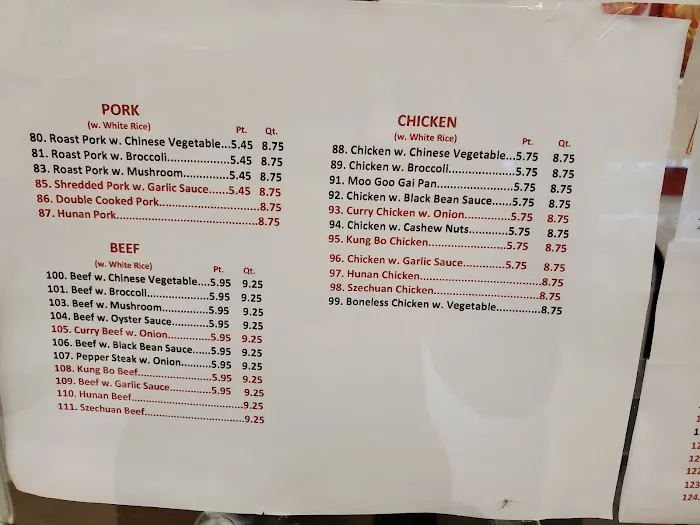 PORK
(w. White Rice) Pt. Qt.
80. Roast Pork w. Chinese Vegetable...5.45 8.75
81. Roast Pork w. Broccoli..................5.45 8.75
83. Roast Pork w. Mushroom...............5.45 8.75
85. Shredded Pork w. Garlic Sauce......5.45 8.75
86. Double Cooked Pork..............................8.75
87. Hunan Pork...........................................8.75
BEEF
(w. White Rice) Pt. Qt.
100. Beef w. Chinese Vegetable....5.95 9.25
101. Beef w. Broccoli..................5.95 9.25
103. Beef w. Mushroom..............5.95 9.25
104. Beef w. Oyster Sauce...........5.95 9.25
105. Curry Beef w. Onion............5.95 9.25
106. Beef w. Black Bean Sauce......5.95 9.25
107. Pepper Steak w. Onion.........5.95 9.25
108. Kung Bo Beef......................5.95 9.25
109. Beef w. Garlic Sauce............5.95 9.25
110. Hunan Beef..................................9.25
111. Szechuan Beef..............................9.25
CHICKEN
(w. White Rice) Pt. Qt.
88. Chicken w. Chinese Vegetable...5.75 8.75
89. Chicken w. Broccoli................5.75 8.75
91. Moo Goo Gai Pan...................5.75 8.75
92. Chicken w. Black Bean Sauce......5.75 8.75
93. Curry Chicken w. Onion............5.75 8.75
94. Chicken w. Cashew Nuts..........5.75 8.75
95. Kung Bo Chicken....................5.75 8.75
96. Chicken w. Garlic Sauce............5.75 8.75
97. Hunan Chicken................................8.75
98. Szechuan Chicken............................8.75
99. Boneless Chicken w. Vegetable............8.75
123
124.